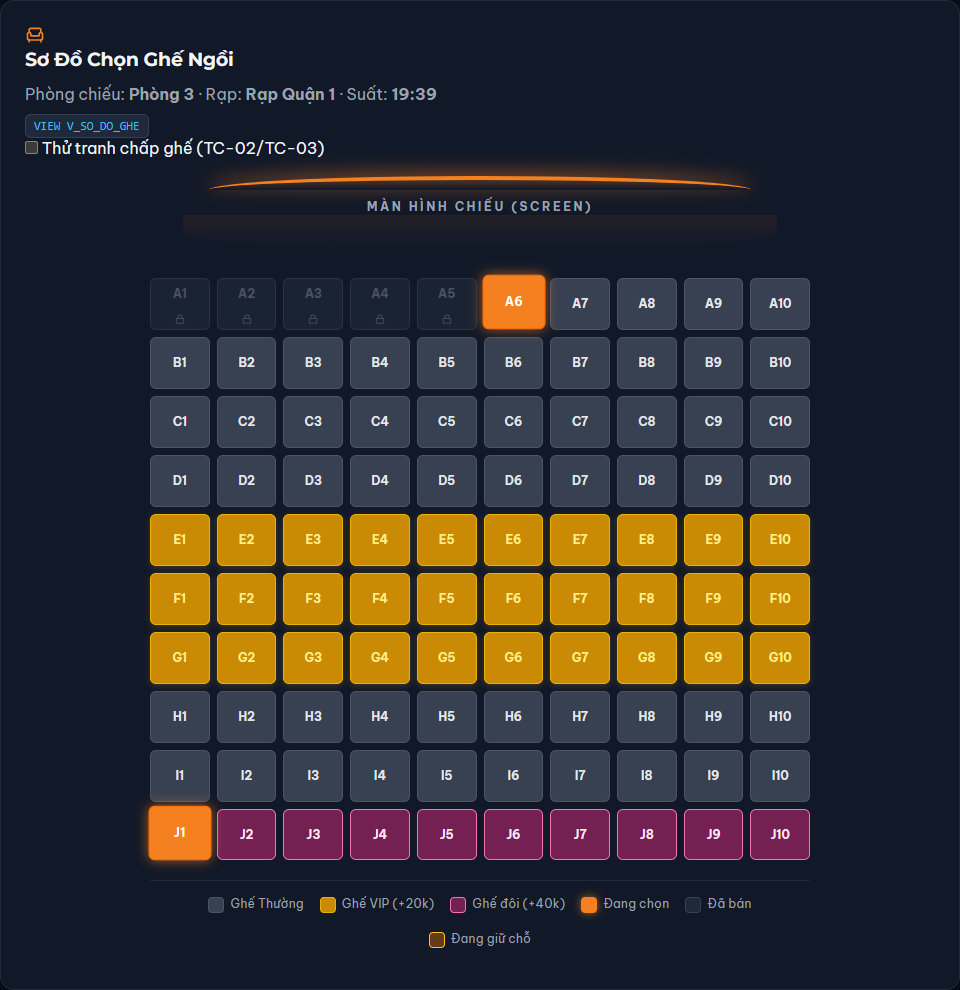 Sơ Đồ Chọn Ghế Ngồi
Phòng chiếu: Phòng 3 · Rạp: Rạp Quận 1 · Suất: 19:39
VIEW V_SO_DO_GHE
Thử tranh chấp ghế (TC-02/TC-03)
MÀN HÌNH CHIẾU (SCREEN)
A1 A2 A3 A4 A5 A6 A7 A8 A9 A10
B1 B2 B3 B4 B5 B6 B7 B8 B9 B10
C1 C2 C3 C4 C5 C6 C7 C8 C9 C10
D1 D2 D3 D4 D5 D6 D7 D8 D9 D10
E1 E2 E3 E4 E5 E6 E7 E8 E9 E10
F1 F2 F3 F4 F5 F6 F7 F8 F9 F10
G1 G2 G3 G4 G5 G6 G7 G8 G9 G10
H1 H2 H3 H4 H5 H6 H7 H8 H9 H10
I1 I2 I3 I4 I5 I6 I7 I8 I9 I10
J1 J2 J3 J4 J5 J6 J7 J8 J9 J10
Ghế Thường Ghế VIP (+20k) Ghế đôi (+40k) Đang chọn Đã bán
Đang giữ chỗ